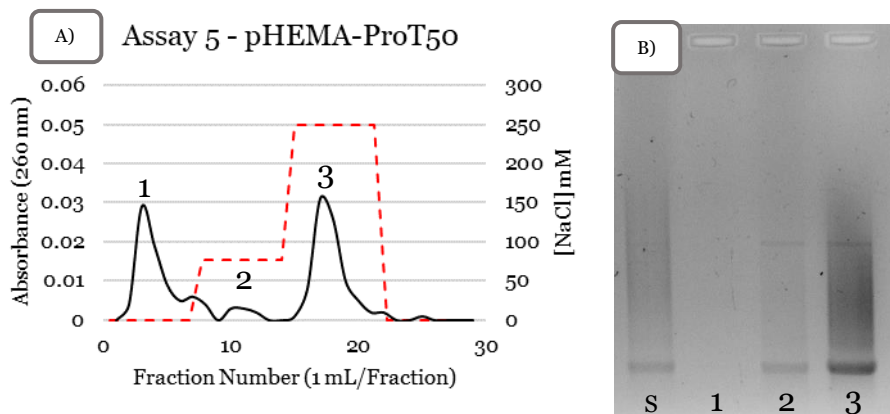 A)
Assay 5 - pHEMA-ProT50
Absorbance (260 nm)
0.06
0.05
0.04
0.03
0.02
0.01
0
300
250
200
150
100
50
0
[NaCl] mM
1
2
3
0 10 20 30
Fraction Number (1 mL/Fraction)
B)
S 1 2 3